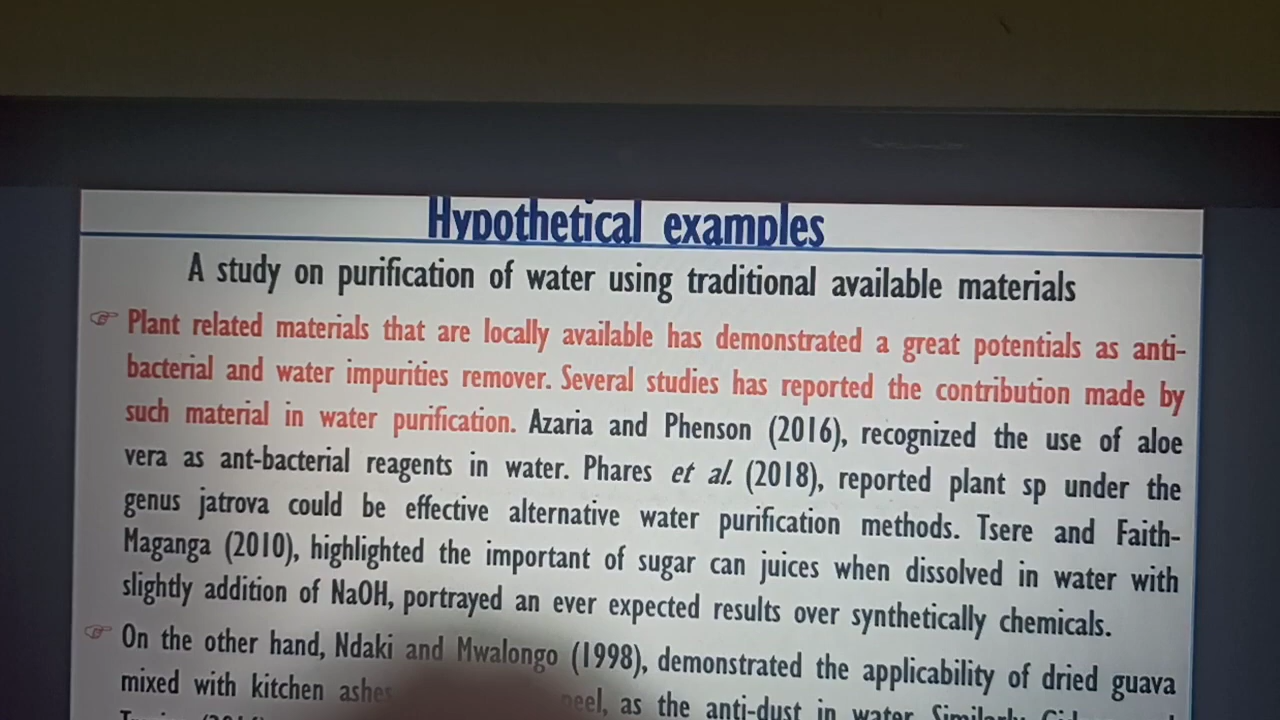 Hypothetical examples
A study on purification of water using traditional available materials
Plant related materials that are locally available has demonstrated a great potentials as anti-
bacterial and water impurities remover. Several studies has reported the contribution made by
such material in water purification. Azaria and Phenson (2016), recognized the use of aloe
vera as ant-bacterial reagents in water. Phares et al. (2018), reported plant sp under the
genus jatrova could be effective alternative water purification methods. Tsere and Faith-
Maganga (2010), highlighted the important of sugar can juices when dissolved in water with
slightly addition of NaOH, portrayed an ever expected results over synthetically chemicals.
On the other hand, Ndaki and Mwalongo (1998), demonstrated the applicability of dried guava
mixed with kitchen ashes peel, as the anti-dust in water. Similarly